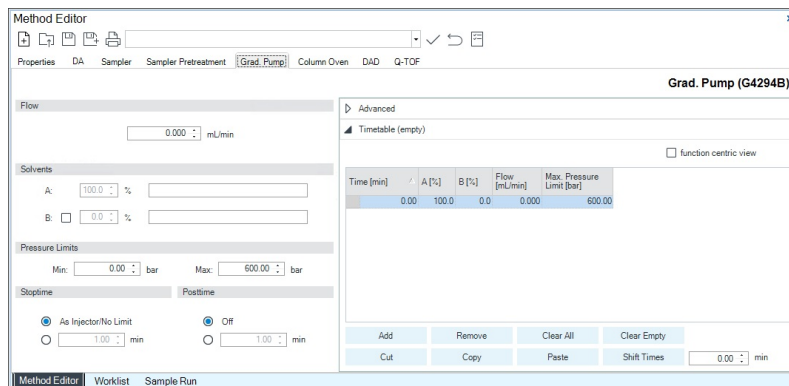 Method Editor
Properties DA Sampler Sampler Pretreatment Grad. Pump Column Oven DAD Q-TOF
Grad. Pump (G4294B)
Flow
0.000 mL/min
Solvents
A: 100.0 %
B: 0.0 %
Pressure Limits
Min: 0.00 bar Max: 600.00 bar
Stoptime Posttime
As Injector/No Limit Off
1.00 min 1.00 min
Advanced
Timetable (empty)
function centric view
Time [min] A [%] B [%] Flow [mL/min] Max. Pressure Limit [bar]
0.00 100.0 0.0 0.000 600.00
Add Remove Clear All Clear Empty
Cut Copy Paste Shift Times 0.00 min
Method Editor Worklist Sample Run